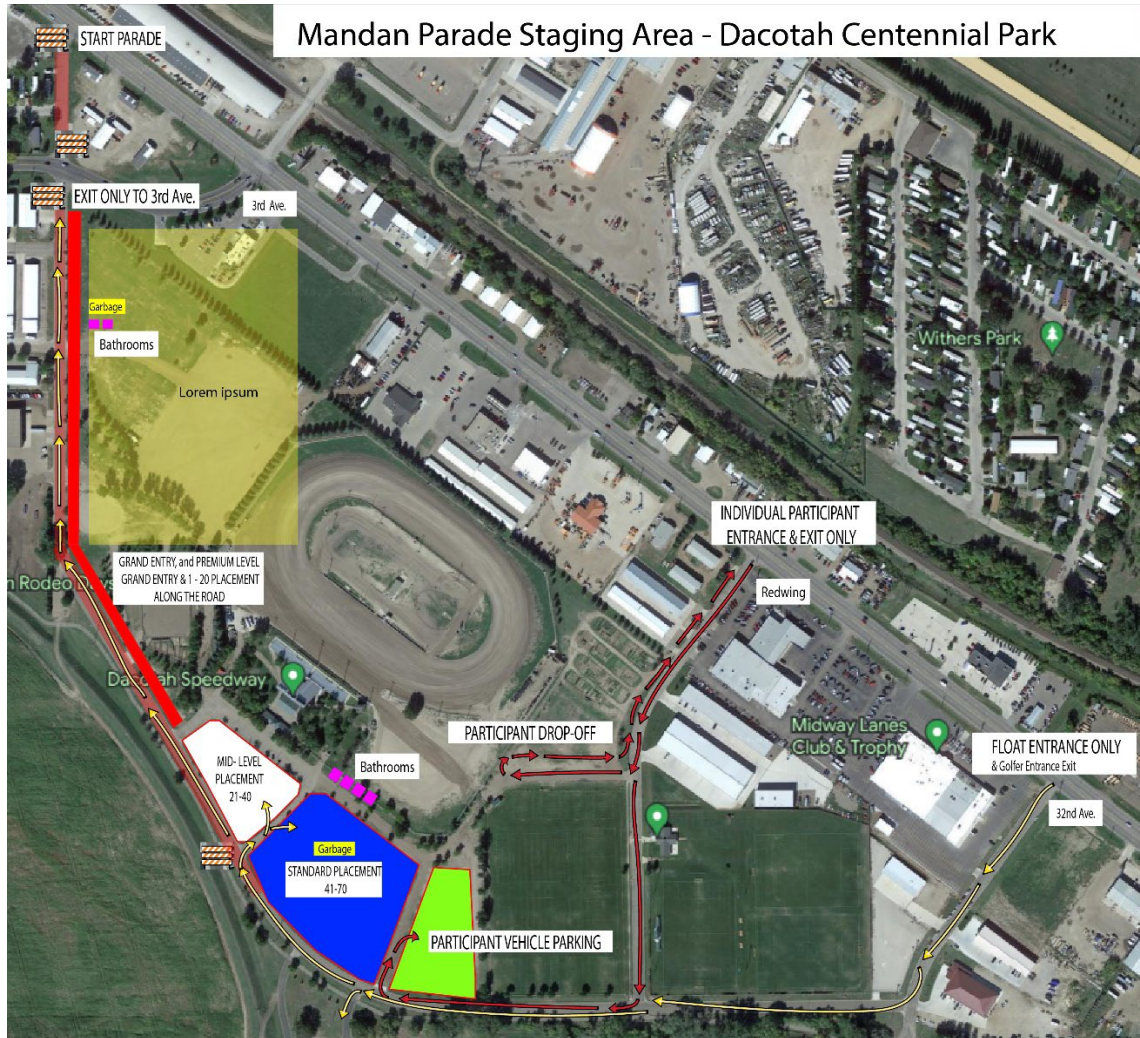 Mandan Parade Staging Area - Dacotah Centennial Park
START PARADE
EXIT ONLY TO 3rd Ave.
3rd Ave.
Garbage
Bathrooms
Lorem ipsum
Withers Park
INDIVIDUAL PARTICIPANT
ENTRANCE & EXIT ONLY
Redwing
GRAND ENTRY, and PREMIUM LEVEL
GRAND ENTRY & 1 - 20 PLACEMENT
ALONG THE ROAD
n Rodeo Days
Dacotah Speedway
PARTICIPANT DROP-OFF
Midway Lanes
Club & Trophy
FLOAT ENTRANCE ONLY
& Golfer Entrance Exit
32nd Ave.
MID- LEVEL
PLACEMENT
21-40
Bathrooms
Garbage
STANDARD PLACEMENT
41-70
PARTICIPANT VEHICLE PARKING